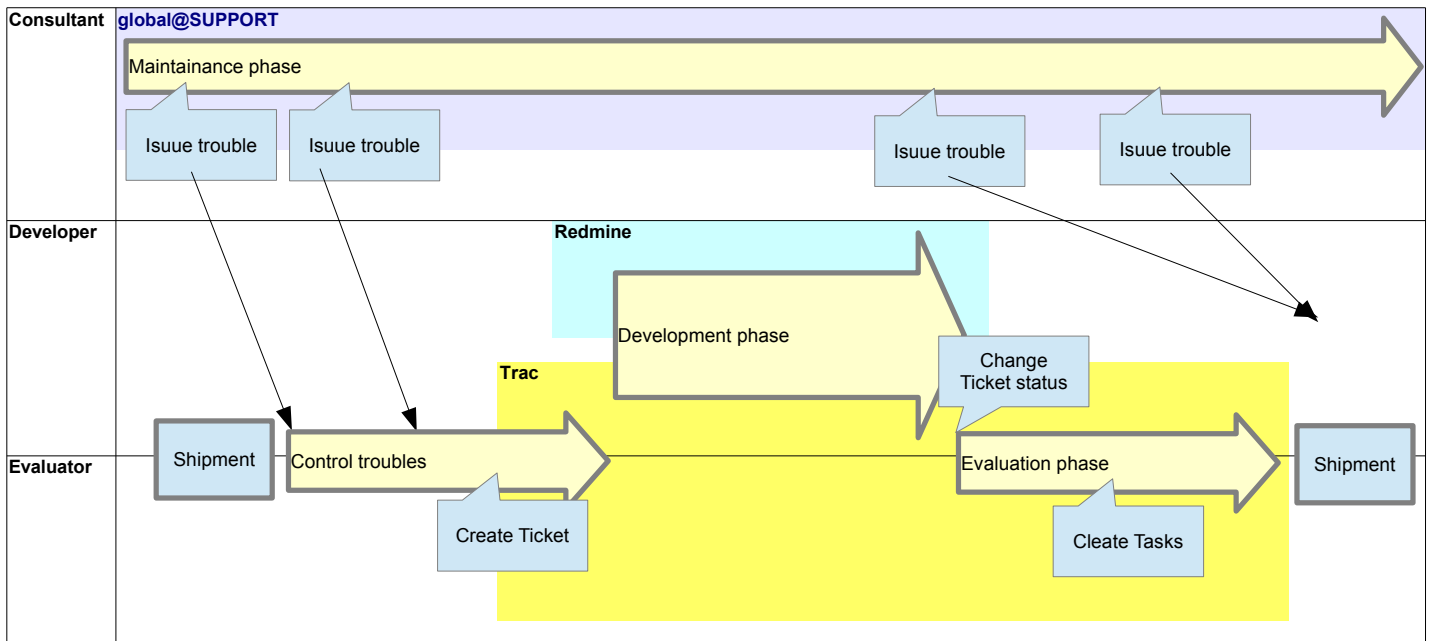 Consultant
global@SUPPORT
Maintainance phase
Isuue trouble
Isuue trouble
Isuue trouble
Isuue trouble
Developer
Redmine
Development phase
Trac
Change
Ticket status
Evaluator
Shipment
Control troubles
Evaluation phase
Shipment
Create Ticket
Cleate Tasks